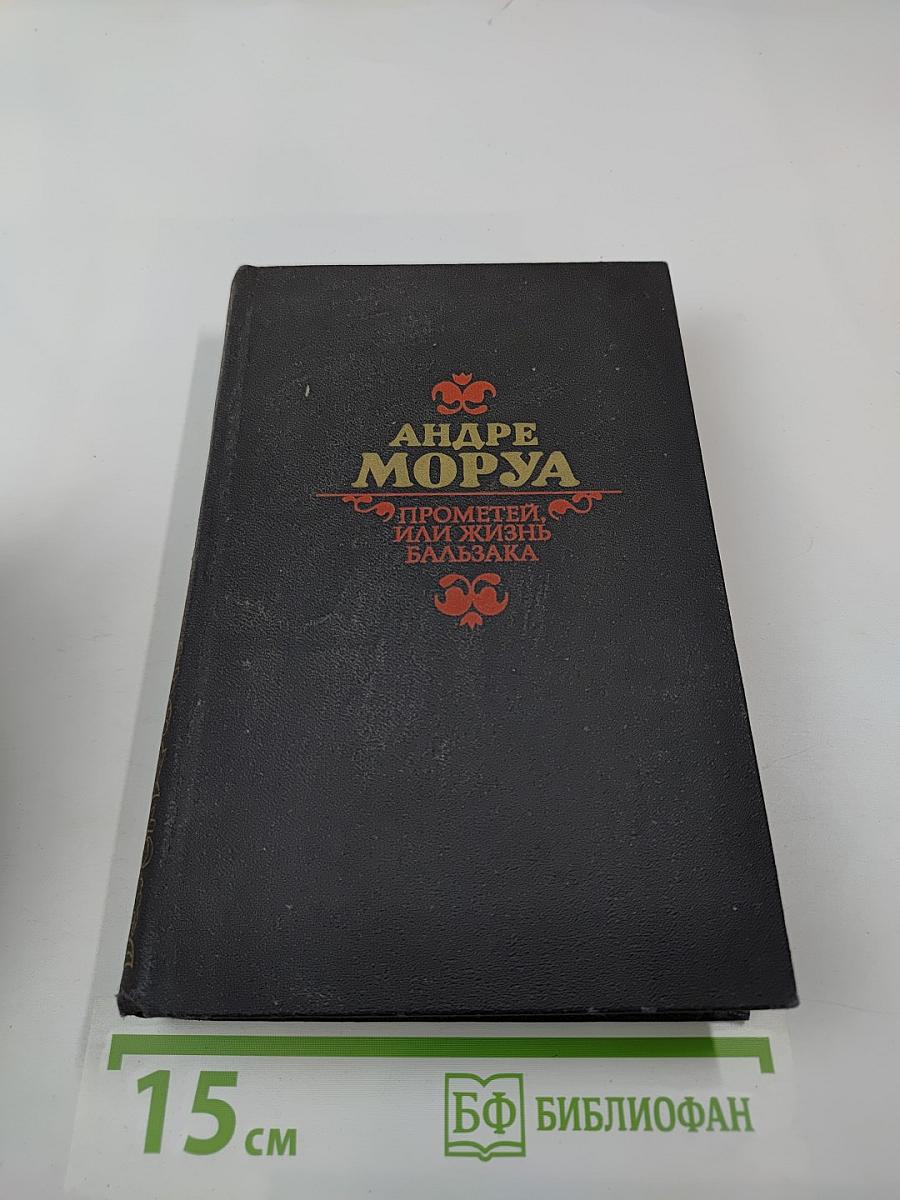 АНДРЕ
МОРУА
ПРОМЕТЕЙ,
ИЛИ ЖИЗНЬ
БАЛЬЗАКА
15 см
БФ БИБЛИОФАН